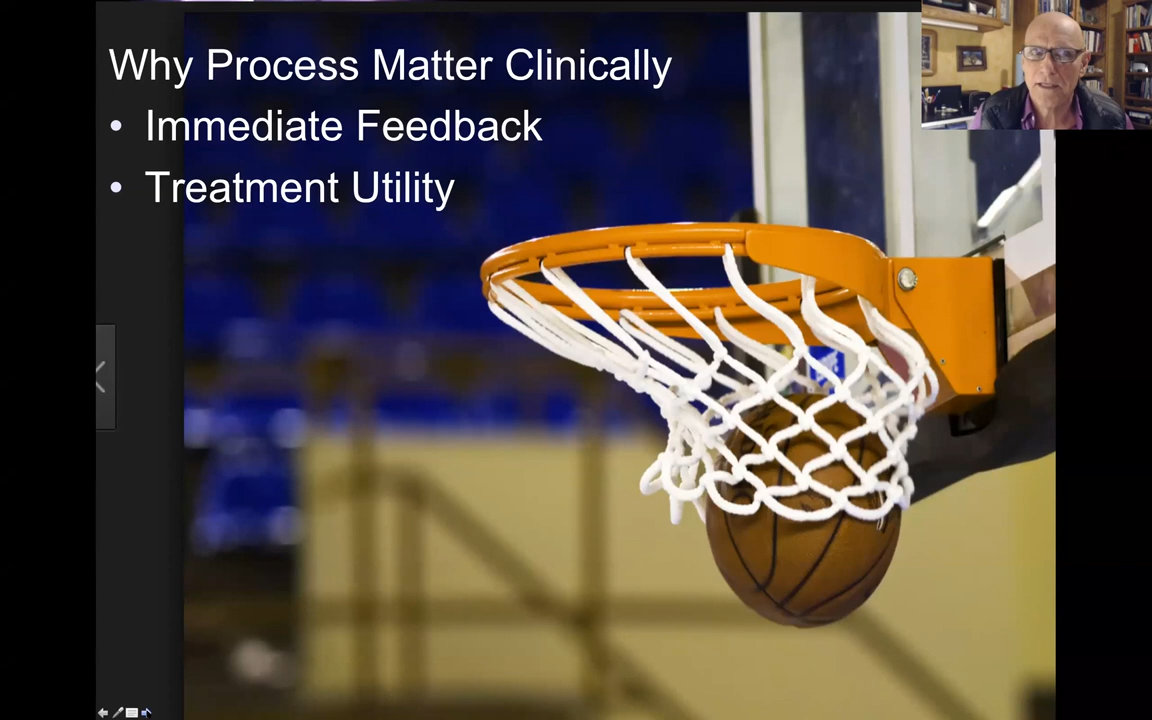 Why Process Matter Clinically
• Immediate Feedback
• Treatment Utility